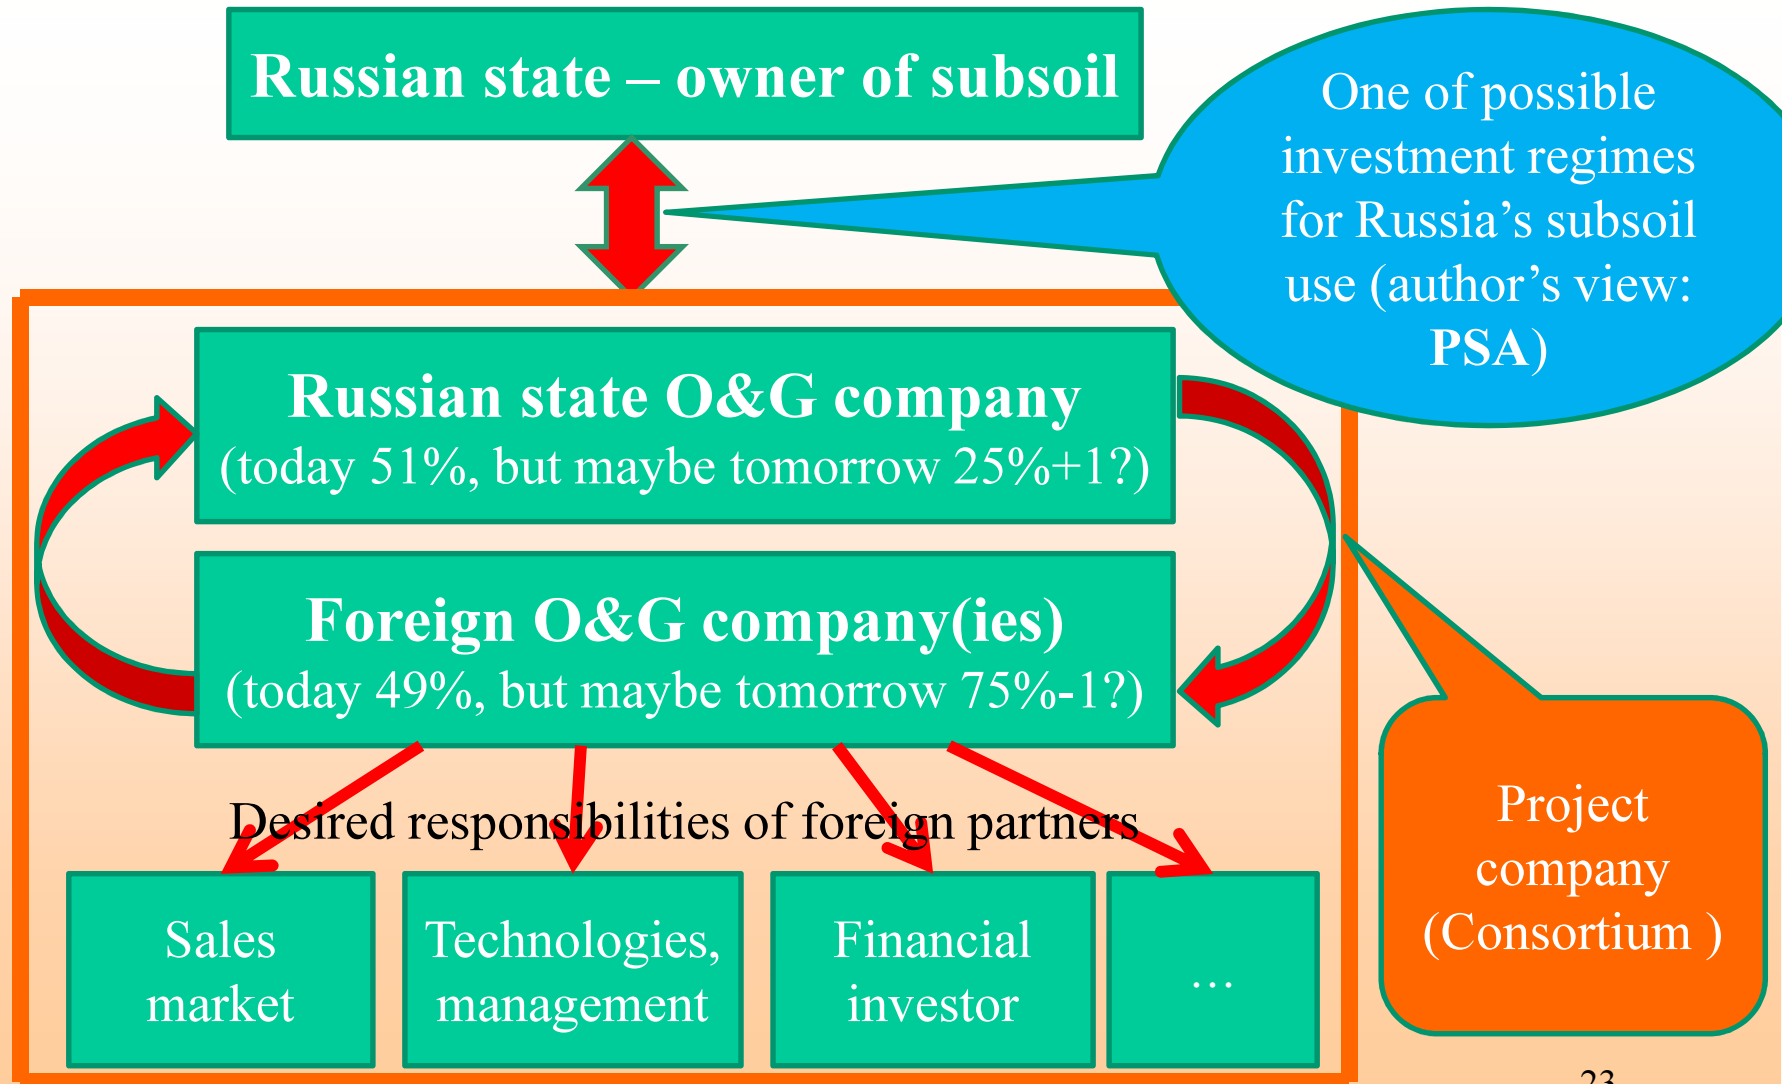 Russian state – owner of subsoil
One of possible
investment regimes
for Russia’s subsoil
use (author’s view:
PSA)
Russian state O&G company
(today 51%, but maybe tomorrow 25%+1?)
Foreign O&G company(ies)
(today 49%, but maybe tomorrow 75%-1?)
Desired responsibilities of foreign partners
Sales
market
Technologies,
management
Financial
investor
…
Project
company
(Consortium )
23